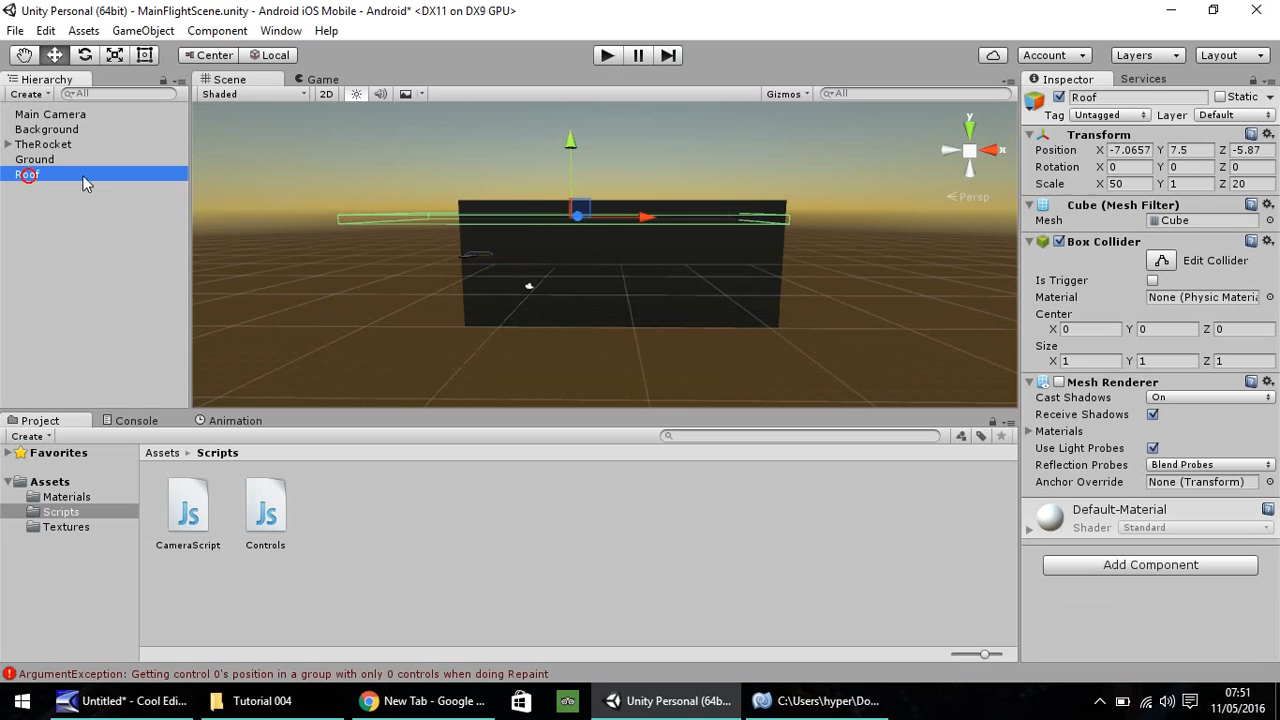 Unity Personal (64bit) - MainFlightScene.unity - Android iOS Mobile - Android* <DX11 on DX9 GPU>
File Edit Assets GameObject Component Window Help
Center Local Account Layers Layout
Hierarchy
Create All
Main Camera
Background
TheRocket
Ground
Roof
Scene Game
Shaded 2D Gizmos All
y
x
Persp
Inspector Services
Roof Static
Tag Untagged Layer Default
Transform
Position X -7.0657 Y 7.5 Z -5.87
Rotation X 0 Y 0 Z 0
Scale X 50 Y 1 Z 20
Cube (Mesh Filter)
Mesh Cube
Box Collider
Edit Collider
Is Trigger
Material None (Physic Materia
Center
X 0 Y 0 Z 0
Size
X 1 Y 1 Z 1
Mesh Renderer
Cast Shadows On
Receive Shadows
Materials
Use Light Probes
Reflection Probes Blend Probes
Anchor Override None (Transform)
Default-Material
Shader Standard
Add Component
Project Console Animation
Create
Favorites
Assets
Materials
Scripts
Textures
Assets Scripts
Js Js
CameraScript Controls
ArgumentException: Getting control 0's position in a group with only 0 controls when doing Repaint
Untitled* - Cool Edi... Tutorial 004 New Tab - Google ... Unity Personal (64b... C:\Users\hyper\Do...
07:51
11/05/2016